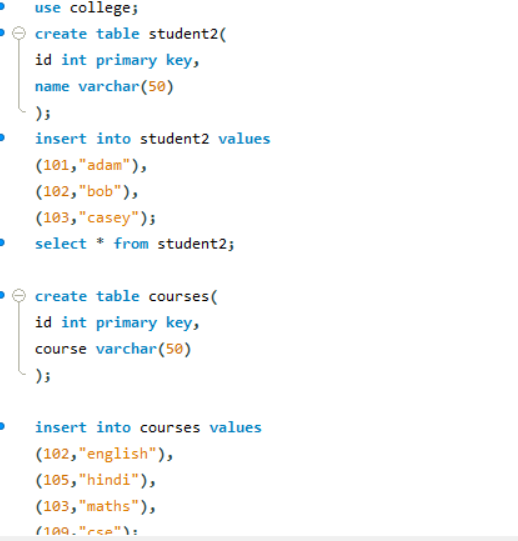 use college;
create table student2(
id int primary key,
name varchar(50)
);
insert into student2 values
(101,"adam"),
(102,"bob"),
(103,"casey");
select * from student2;
create table courses(
id int primary key,
course varchar(50)
);
insert into courses values
(102,"english"),
(105,"hindi"),
(103,"maths"),
(109,"cse");